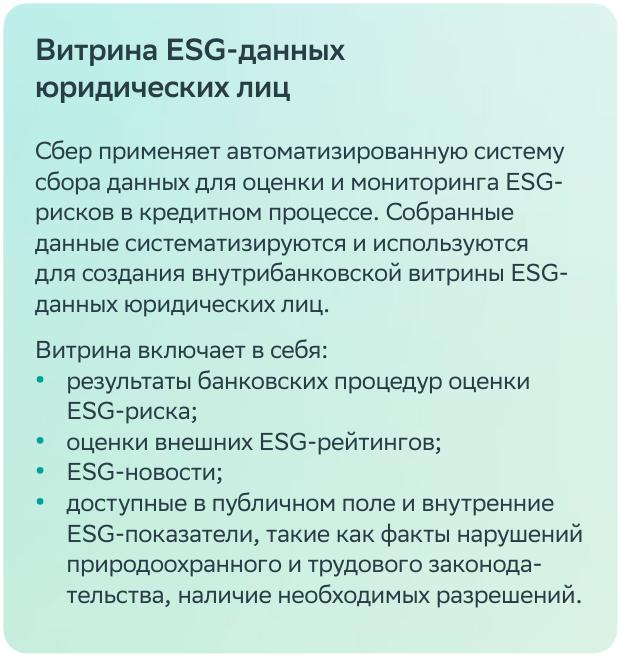 Витрина ESG-данных
юридических лиц
Сбер применяет автоматизированную систему
сбора данных для оценки и мониторинга ESG-
рисков в кредитном процессе. Собранные
данные систематизируются и используются
для создания внутрибанковской витрины ESG-
данных юридических лиц.
Витрина включает в себя:
• результаты банковских процедур оценки
ESG-риска;
• оценки внешних ESG-рейтингов;
• ESG-новости;
• доступные в публичном поле и внутренние
ESG-показатели, такие как факты нарушений
природоохранного и трудового законода-
тельства, наличие необходимых разрешений.